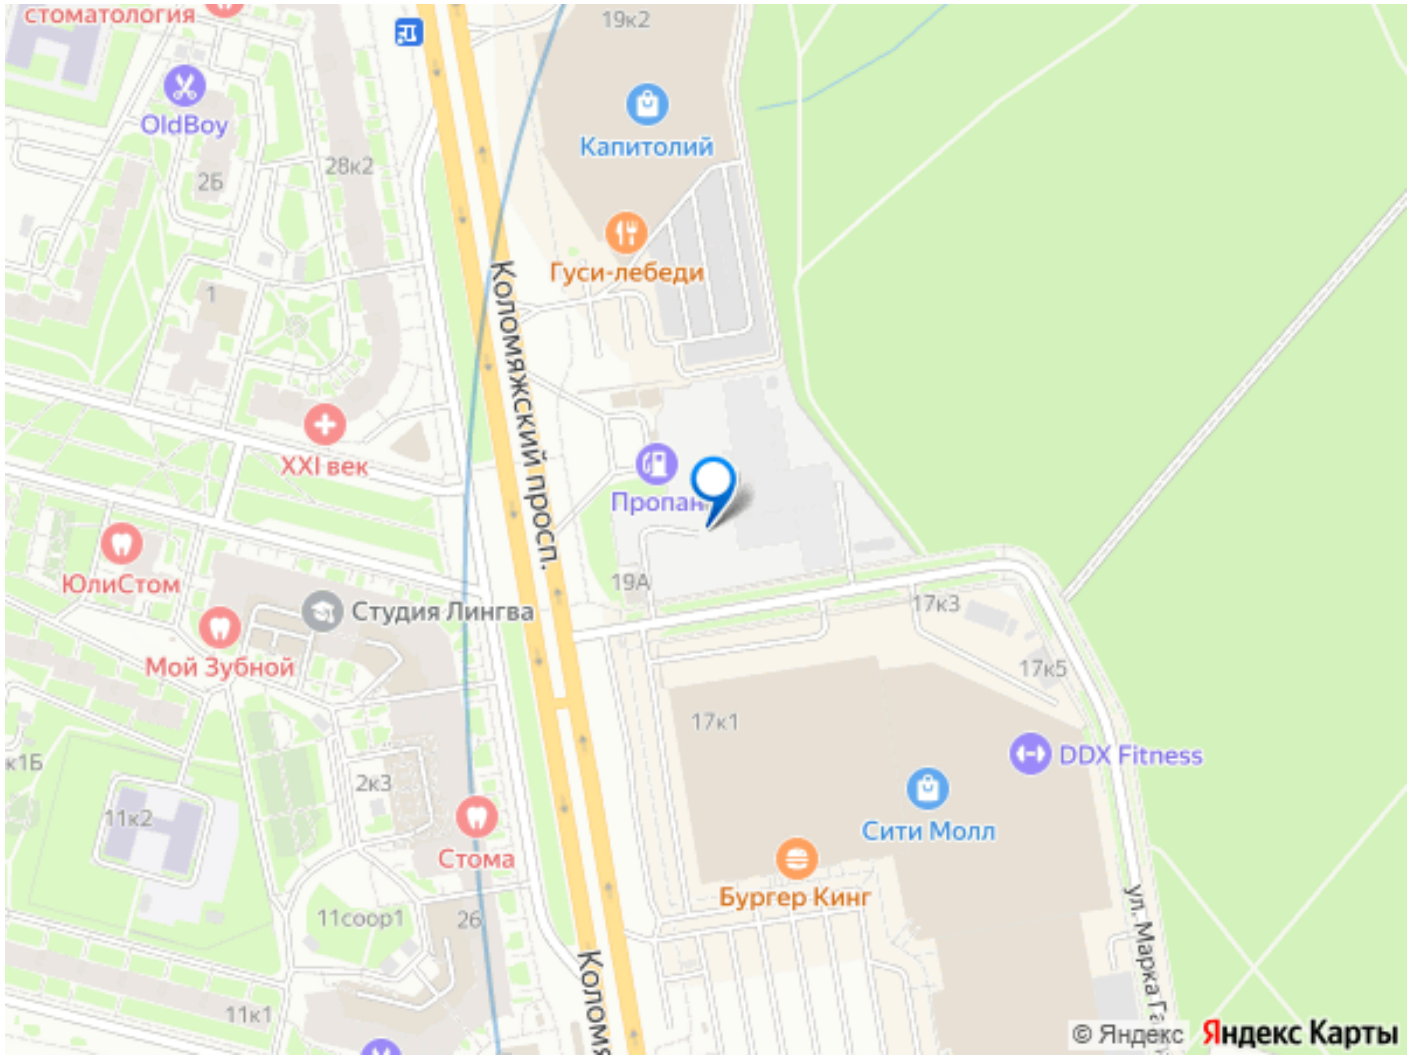 стоматология
19к2
OldBoy
Капитолий
28к2
2Б
Гуси-лебеди
1
Коломяжский просп.
XXI век
Пропан
ЮлиСтом
19А
17к3
Студия Лингва
Мой Зубной
17к5
17к1
DDX Fitness
к1Б
2к3
11к2
Сити Молл
Стома
Бургер Кинг
11соор1
26
ул. Марка Га
Коломя
11к1
© Яндекс Яндекс Карты